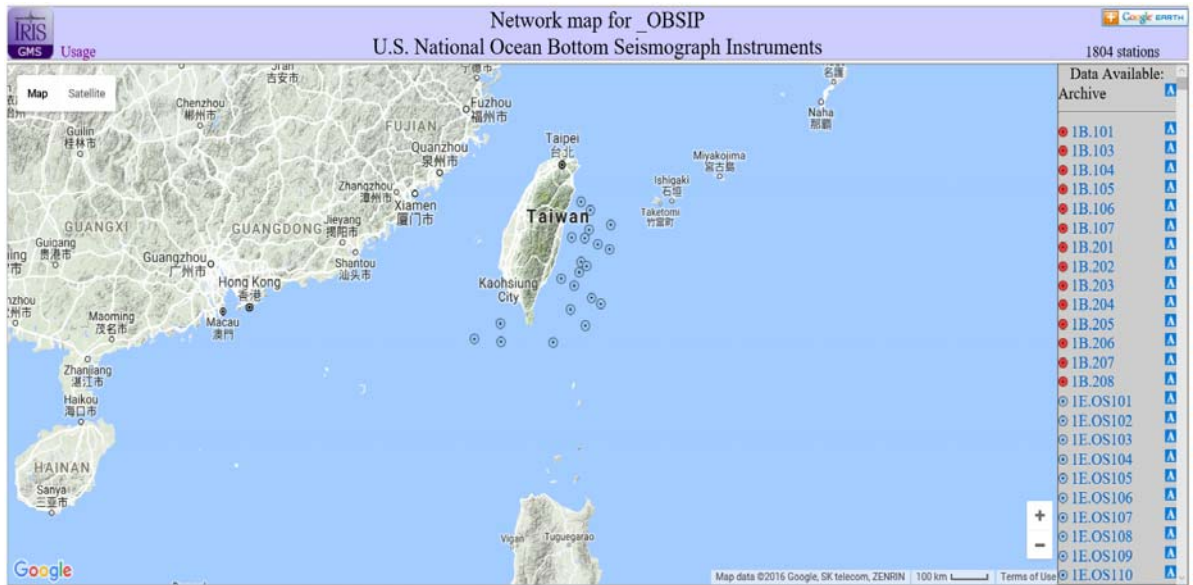 IRIS
GMS
Usage
Network map for _OBSIP
U.S. National Ocean Bottom Seismograph Instruments
Google EARTH
1804 stations
Map
Satellite
吉安市
Chenzhou
郴州市
Guilin
桂林市
Fuzhou
福州市
FUJIAN
Quanzhou
泉州市
Taipei
台北
名護
Naha
那覇
Miyakojima
宮古島
Ishigaki
石垣
Taketomi
竹富町
Zhangzhou
漳州市
Xiamen
厦门市
Taiwan
GUANGXI
GUANGDONG
Jieyang
揭阳市
Guigang
贵港市
Guangzhou
广州市
Shantou
汕头市
Hong Kong
香港
Kaohsiung
City
Maoming
茂名市
Macau
澳門
Zhanjiang
湛江市
Haikou
海口市
HAINAN
Sanya
三亚市
Vigan
Tuguegarao
Google
+
−
Map data ©2016 Google, SK telecom, ZENRIN
100 km
Terms of Use
Data Available:
Archive A
1B.101 A
1B.103 A
1B.104 A
1B.105 A
1B.106 A
1B.107 A
1B.201 A
1B.202 A
1B.203 A
1B.204 A
1B.205 A
1B.206 A
1B.207 A
1B.208 A
1E.OS101 A
1E.OS102 A
1E.OS103 A
1E.OS104 A
1E.OS105 A
1E.OS106 A
1E.OS107 A
1E.OS108 A
1E.OS109 A
1E.OS110 A